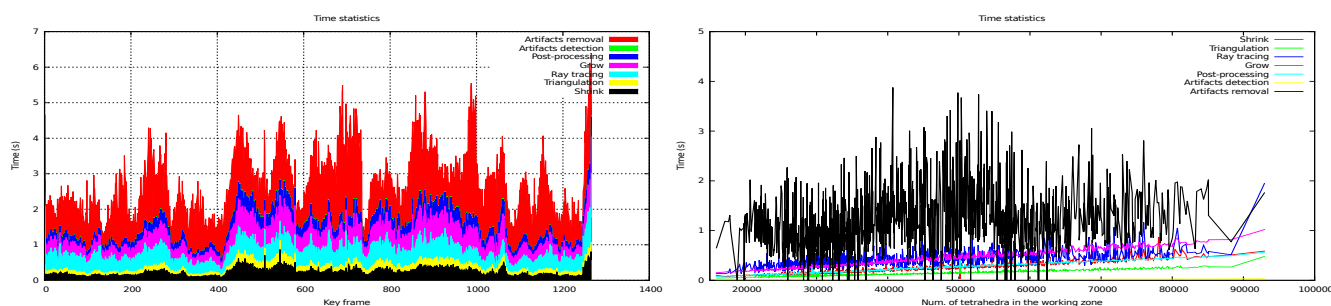 Time statistics
7
6
5
4
3
2
1
0
Time (s)
0
200
400
600
800
1000
1200
1400
Key frame
Artifacts removal
Artifacts detection
Post-processing
Grow
Ray tracing
Triangulation
Shrink
Time statistics
5
4
3
2
1
0
Time (s)
20000
30000
40000
50000
60000
70000
80000
90000
100000
Num. of tetrahedra in the working zone
Shrink
Triangulation
Ray tracing
Grow
Post-processing
Artifacts detection
Artifacts removal